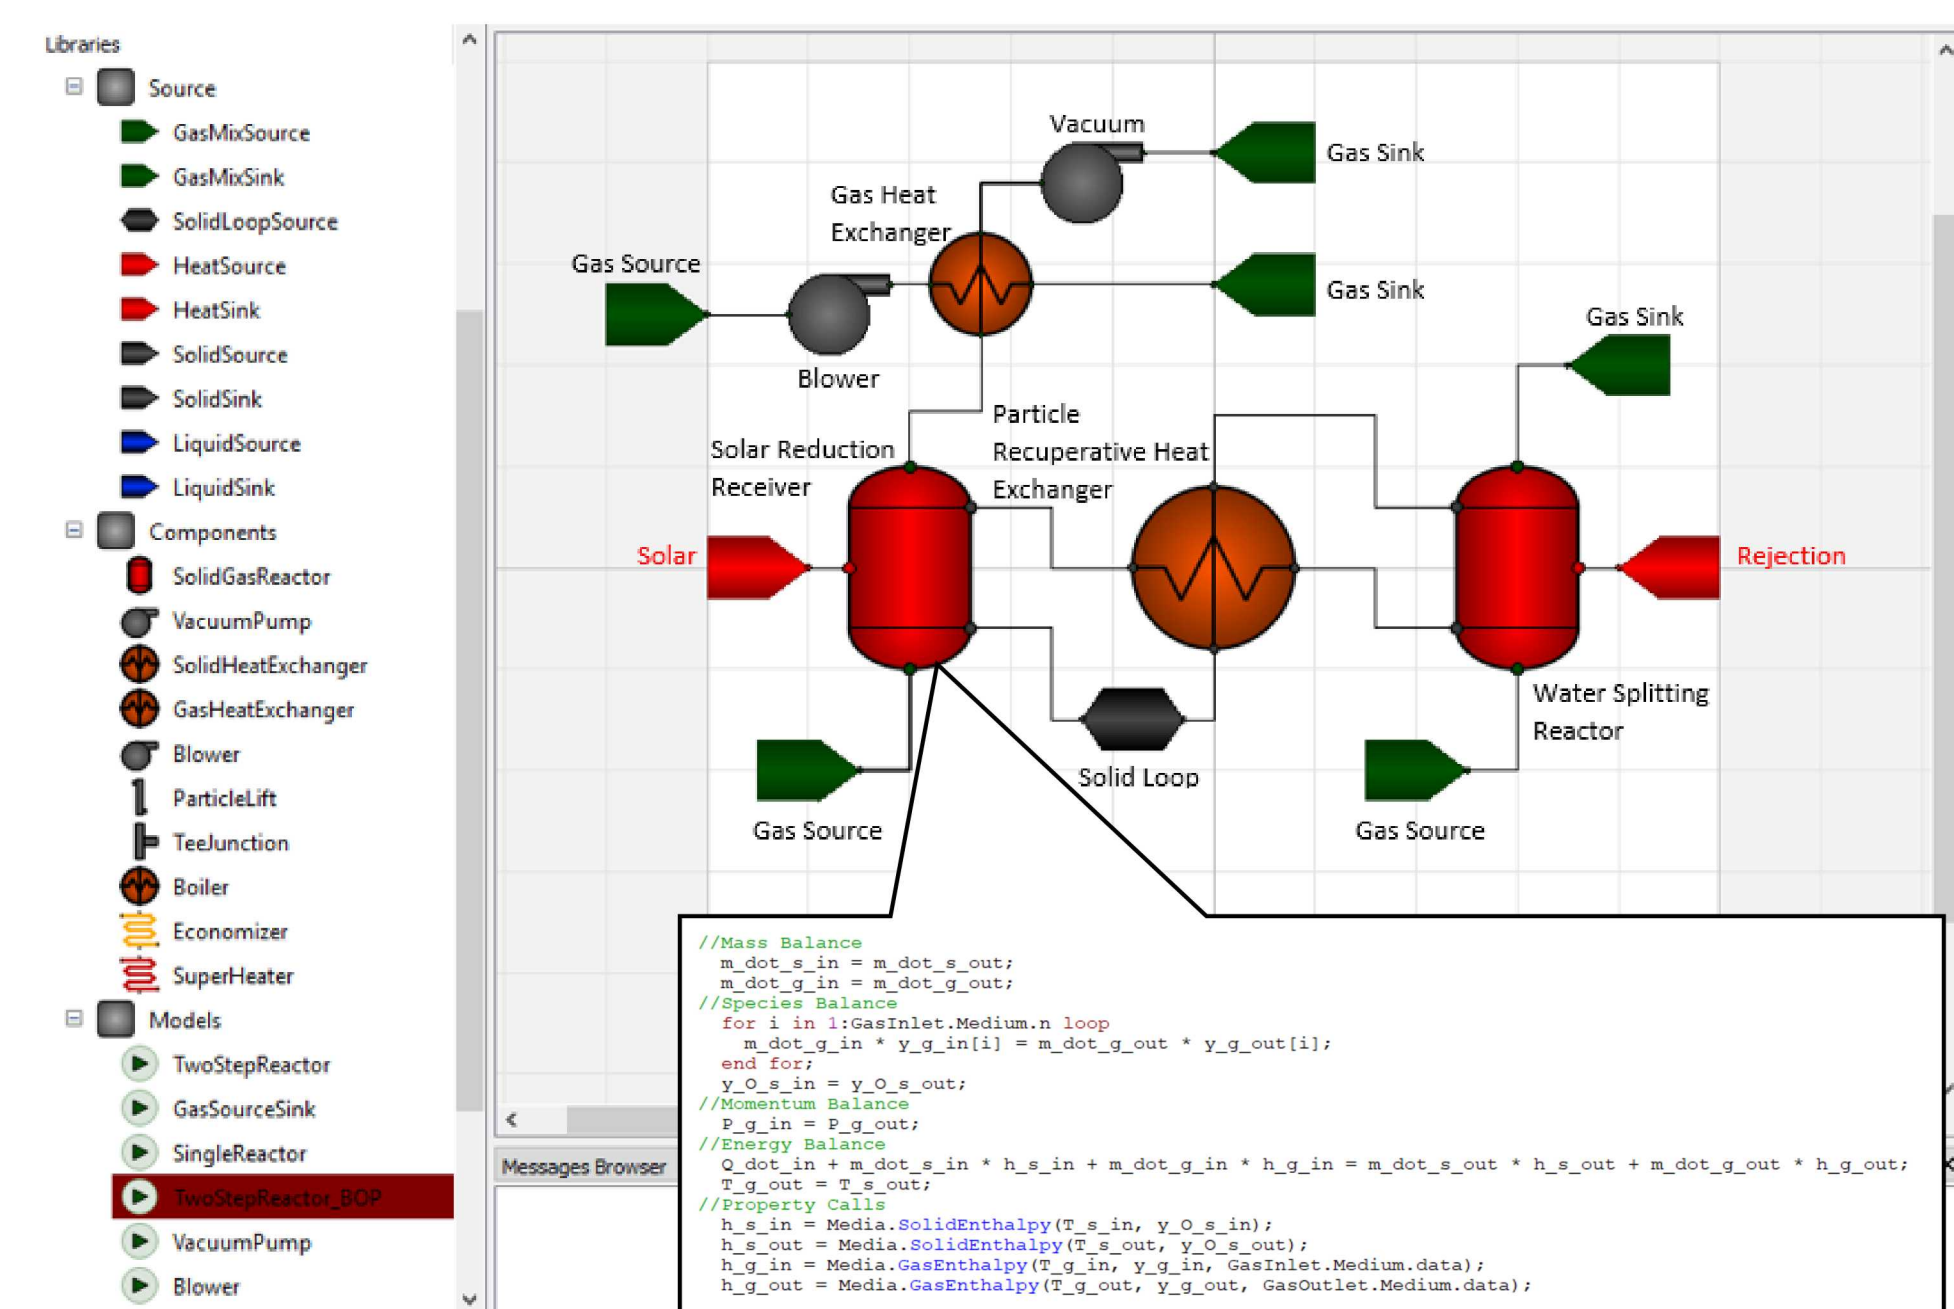 Libraries
Source
GasMixSource
GasMixSink
SolidLoopSource
HeatSource
HeatSink
SolidSource
SolidSink
LiquidSource
LiquidSink
Components
SolidGasReactor
VacuumPump
SolidHeatExchanger
GasHeatExchanger
Blower
ParticleLift
TeeJunction
Boiler
Economizer
SuperHeater
Models
TwoStepReactor
GasSourceSink
SingleReactor
TwoStepReactor_BOP
VacuumPump
Blower
Vacuum
Gas Sink
Gas Heat
Exchanger
Gas Source
Gas Sink
Blower
Gas Sink
Particle
Recuperative Heat
Exchanger
Solar Reduction
Receiver
Solar
Rejection
Water Splitting
Reactor
Solid Loop
Gas Source
Gas Source
Messages Browser
//Mass Balance
m_dot_s_in = m_dot_s_out;
m_dot_g_in = m_dot_g_out;
//Species Balance
for i in 1:GasInlet.Medium.n loop
m_dot_g_in * y_g_in[i] = m_dot_g_out * y_g_out[i];
end for;
y_O_s_in = y_O_s_out;
//Momentum Balance
P_g_in = P_g_out;
//Energy Balance
Q_dot_in + m_dot_s_in * h_s_in + m_dot_g_in * h_g_in = m_dot_s_out * h_s_out + m_dot_g_out * h_g_out;
T_g_out = T_s_out;
//Property Calls
h_s_in = Media.SolidEnthalpy(T_s_in, y_O_s_in);
h_s_out = Media.SolidEnthalpy(T_s_out, y_O_s_out);
h_g_in = Media.GasEnthalpy(T_g_in, y_g_in, GasInlet.Medium.data);
h_g_out = Media.GasEnthalpy(T_g_out, y_g_out, GasOutlet.Medium.data);